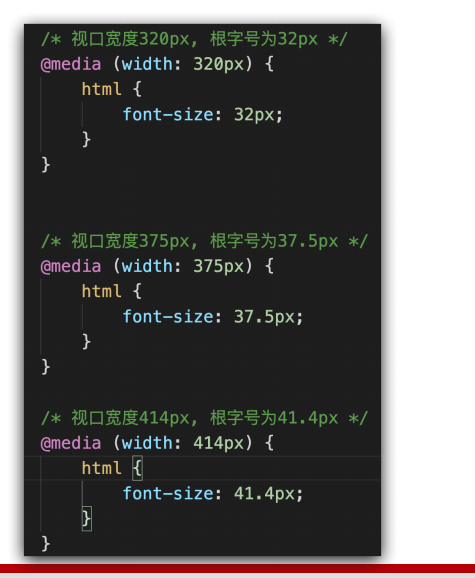 /* 视口宽度320px, 根字号为32px */
@media (width: 320px) {
    html {
        font-size: 32px;
    }
}
/* 视口宽度375px, 根字号为37.5px */
@media (width: 375px) {
    html {
        font-size: 37.5px;
    }
}
/* 视口宽度414px, 根字号为41.4px */
@media (width: 414px) {
    html {
        font-size: 41.4px;
    }
}